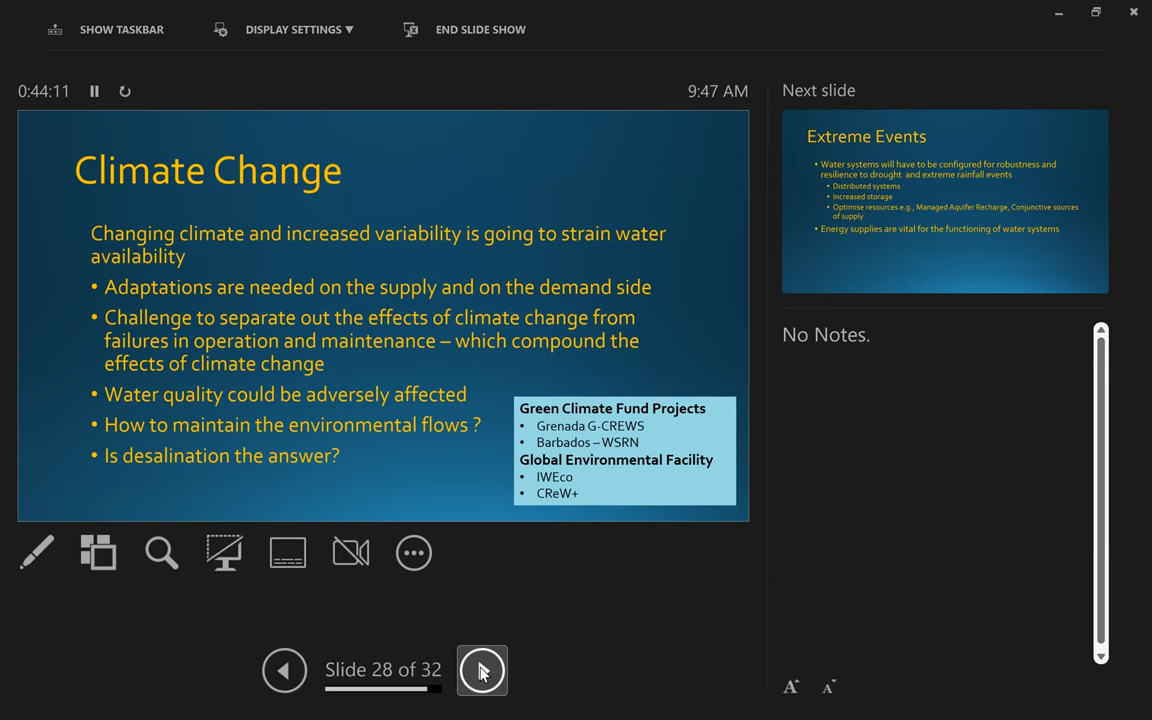 SHOW TASKBAR
DISPLAY SETTINGS ▼
END SLIDE SHOW
0:44:11
9:47 AM
Climate Change
Changing climate and increased variability is going to strain water
availability
• Adaptations are needed on the supply and on the demand side
• Challenge to separate out the effects of climate change from
failures in operation and maintenance – which compound the
effects of climate change
• Water quality could be adversely affected
• How to maintain the environmental flows ?
• Is desalination the answer?
Green Climate Fund Projects
• Grenada G-CREWS
• Barbados – WSRN
Global Environmental Facility
• IWEco
• CReW+
Next slide
Extreme Events
• Water systems will have to be configured for robustness and
resilience to drought and extreme rainfall events
• Distributed systems
• Increased storage
• Optimise resources e.g., Managed Aquifer Recharge, Conjunctive sources
of supply
• Energy supplies are vital for the functioning of water systems
No Notes.
Slide 28 of 32
A A